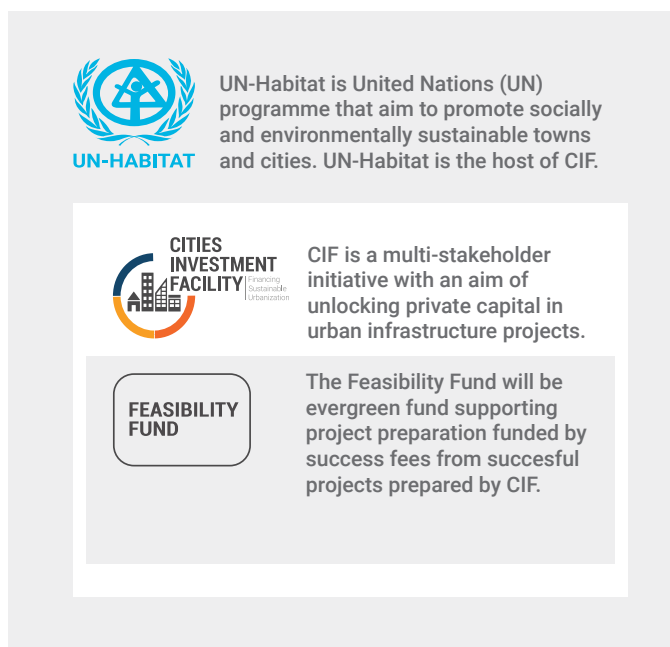 UN-Habitat is United Nations (UN)
programme that aim to promote socially
and environmentally sustainable towns
and cities. UN-Habitat is the host of CIF.
UN-HABITAT
CITIES
INVESTMENT
FACILITY
Financing
Sustainable
Urbanization
CIF is a multi-stakeholder
initiative with an aim of
unlocking private capital in
urban infrastructure projects.
FEASIBILITY
FUND
The Feasibility Fund will be
evergreen fund supporting
project preparation funded by
success fees from succesful
projects prepared by CIF.